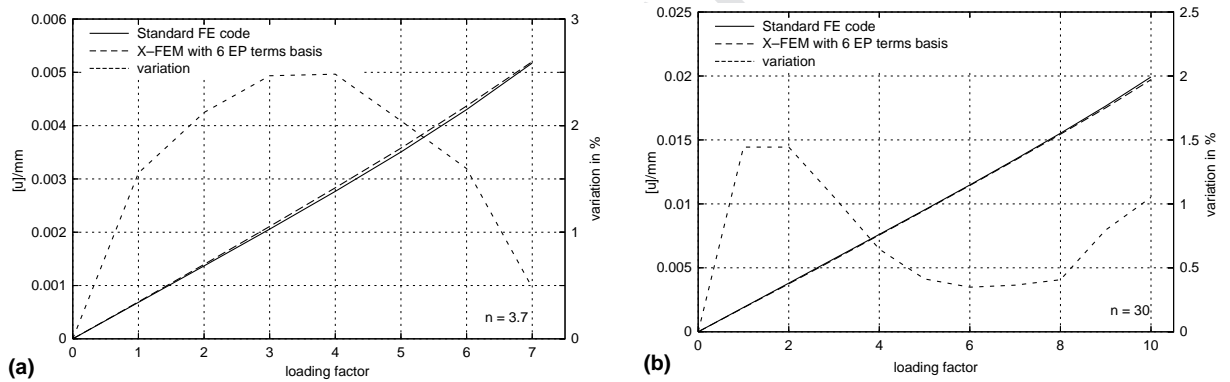 0.006
0.005
0.004
0.003
0.002
0.001
0
[u]/mm
Standard FE code
X–FEM with 6 EP terms basis
variation
3
2
1
0
variation in %
n = 3.7
0 1 2 3 4 5 6 7
loading factor
(a)
0.025
0.02
0.015
0.01
0.005
0
[u]/mm
Standard FE code
X–FEM with 6 EP terms basis
variation
2.5
2
1.5
1
0.5
0
variation in %
n = 30
0 2 4 6 8 10
loading factor
(b)